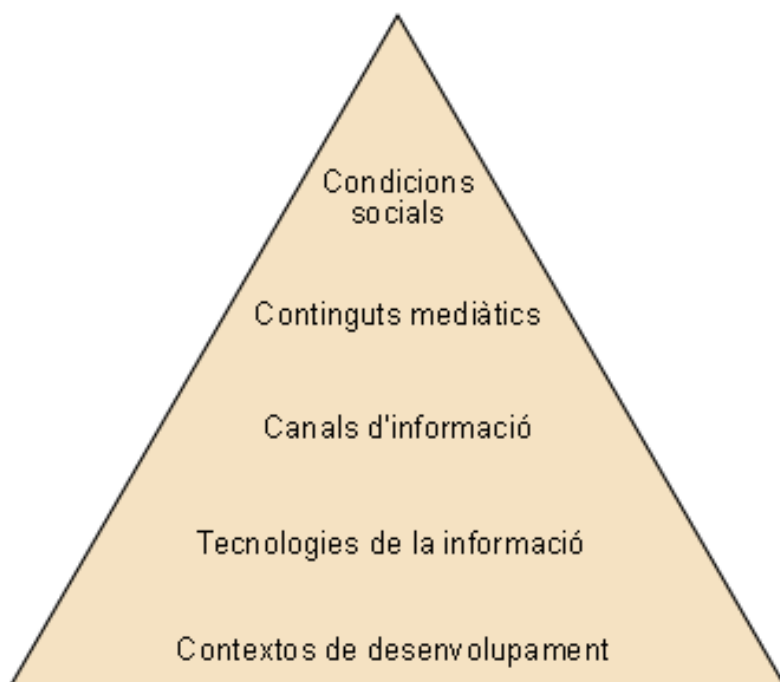 Condicions
socials
Continguts mediàtics
Canals d'informació
Tecnologies de la informació
Contextos de desenvolupament